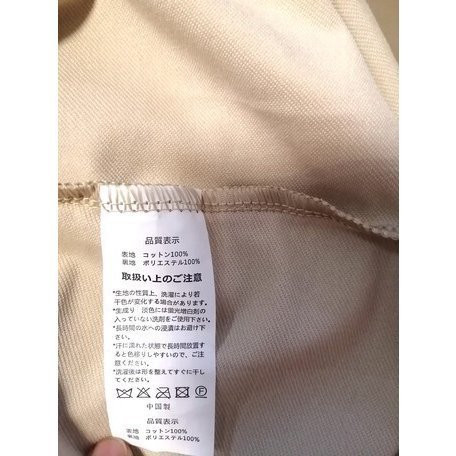 品質表示
表地 コットン100%
裏地 ポリエステル100%
取扱い上のご注意
*生地の性質上、洗濯により若
干色が変化する場合があります。
*生成り 淡色には蛍光増白剤の
入っていない洗剤をご使用下さい。
*長時間の水への浸漬はお避け下
さい。
*汗に濡れた状態で長時間放置す
ると色移りしやすいので、ご注意
下さい。
*洗濯後は形を整えてすぐに干し
てください。
中国製
品質表示
表地 コットン100%
裏地 ポリエステル100%